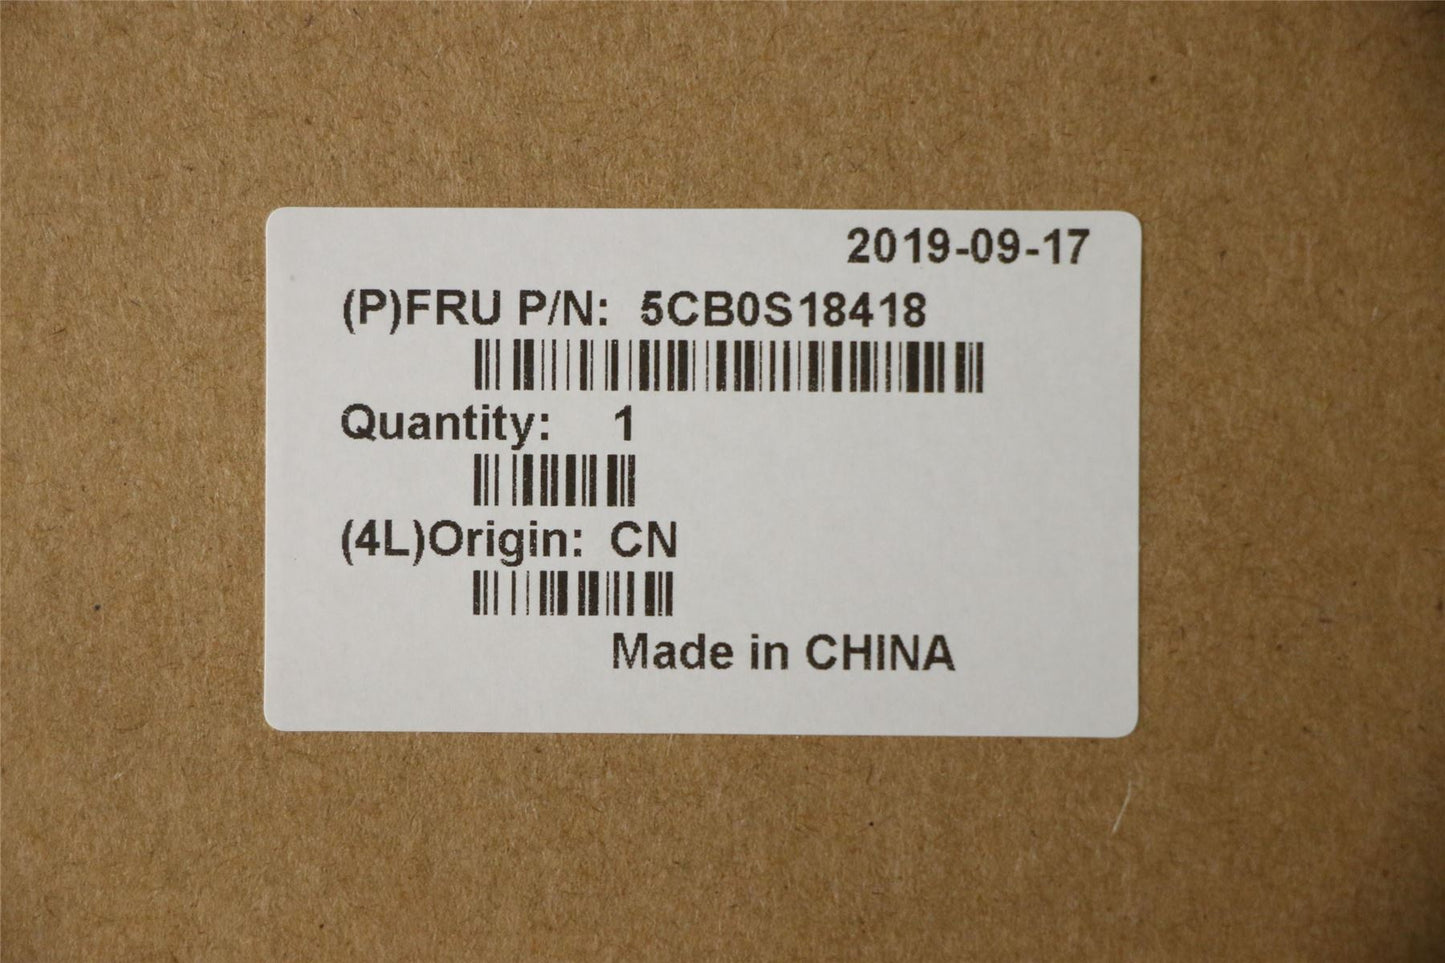 2019-09-17
(P)FRU P/N: 5CB0S18418
Quantity: 1
(4L)Origin: CN
Made in CHINA